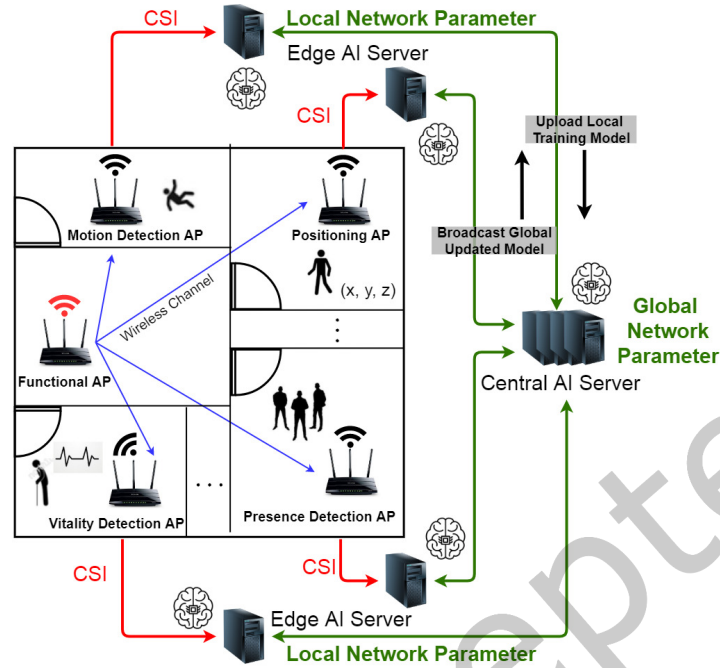 CSI
Local Network Parameter
Edge AI Server
CSI
Upload Local
Training Model
Motion Detection AP
Positioning AP
Broadcast Global
Updated Model
Wireless Channel
(x, y, z)
Global
Network
Parameter
Functional AP
Central AI Server
Vitality Detection AP
Presence Detection AP
CSI
CSI
Edge AI Server
Local Network Parameter